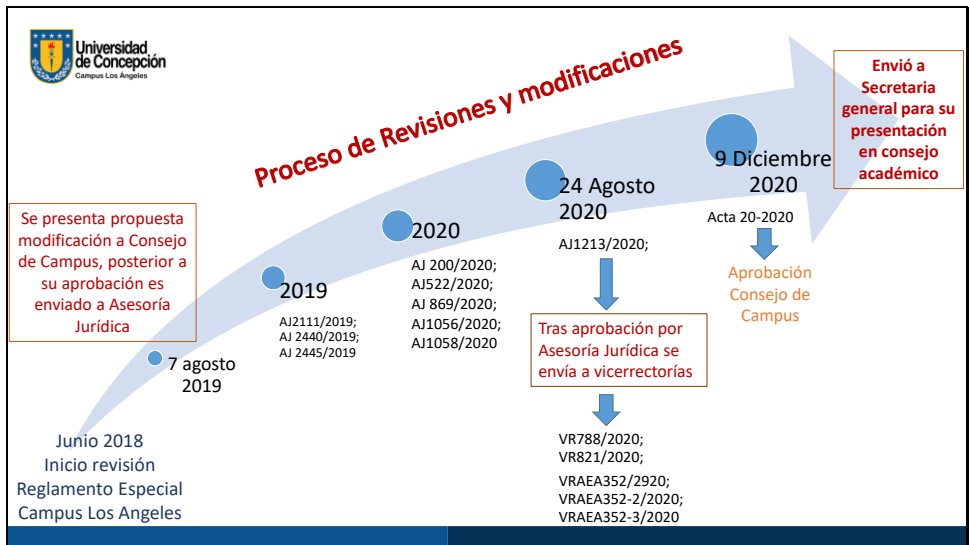 Universidad
de Concepción
Campus Los Ángeles
Proceso de Revisiones y modificaciones
Junio 2018
Inicio revisión
Reglamento Especial
Campus Los Angeles
Se presenta propuesta
modificación a Consejo
de Campus, posterior a
su aprobación es
enviado a Asesoría
Jurídica
7 agosto
2019
2019
AJ2111/2019;
AJ 2440/2019;
AJ 2445/2019
2020
AJ 200/2020;
AJ522/2020;
AJ 869/2020;
AJ1056/2020;
AJ1058/2020
24 Agosto
2020
AJ1213/2020;
Tras aprobación por
Asesoría Jurídica se
envía a vicerrectorías
VR788/2020;
VR821/2020;
VRAEA352/2920;
VRAEA352-2/2020;
VRAEA352-3/2020
9 Diciembre
2020
Acta 20-2020
Aprobación
Consejo de
Campus
Envió a
Secretaria
general para su
presentación
en consejo
académico